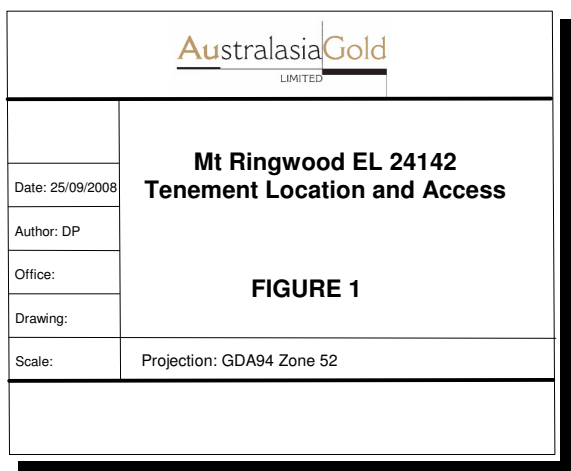 AustralasiaGold
LIMITED
Mt Ringwood EL 24142
Tenement Location and Access
Date: 25/09/2008
Author: DP
Office:
FIGURE 1
Drawing:
Scale:
Projection: GDA94 Zone 52